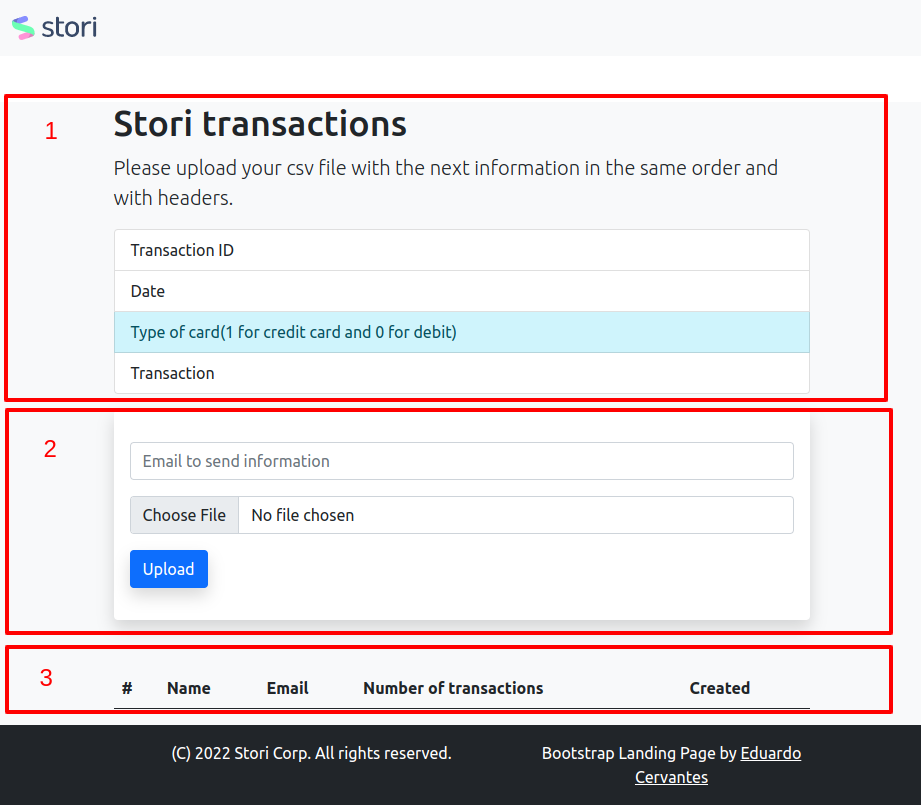 stori
1
Stori transactions
Please upload your csv file with the next information in the same order and
with headers.
Transaction ID
Date
Type of card(1 for credit card and 0 for debit)
Transaction
2
Email to send information
Choose File No file chosen
Upload
3
# Name Email Number of transactions Created
(C) 2022 Stori Corp. All rights reserved.
Bootstrap Landing Page by Eduardo
Cervantes